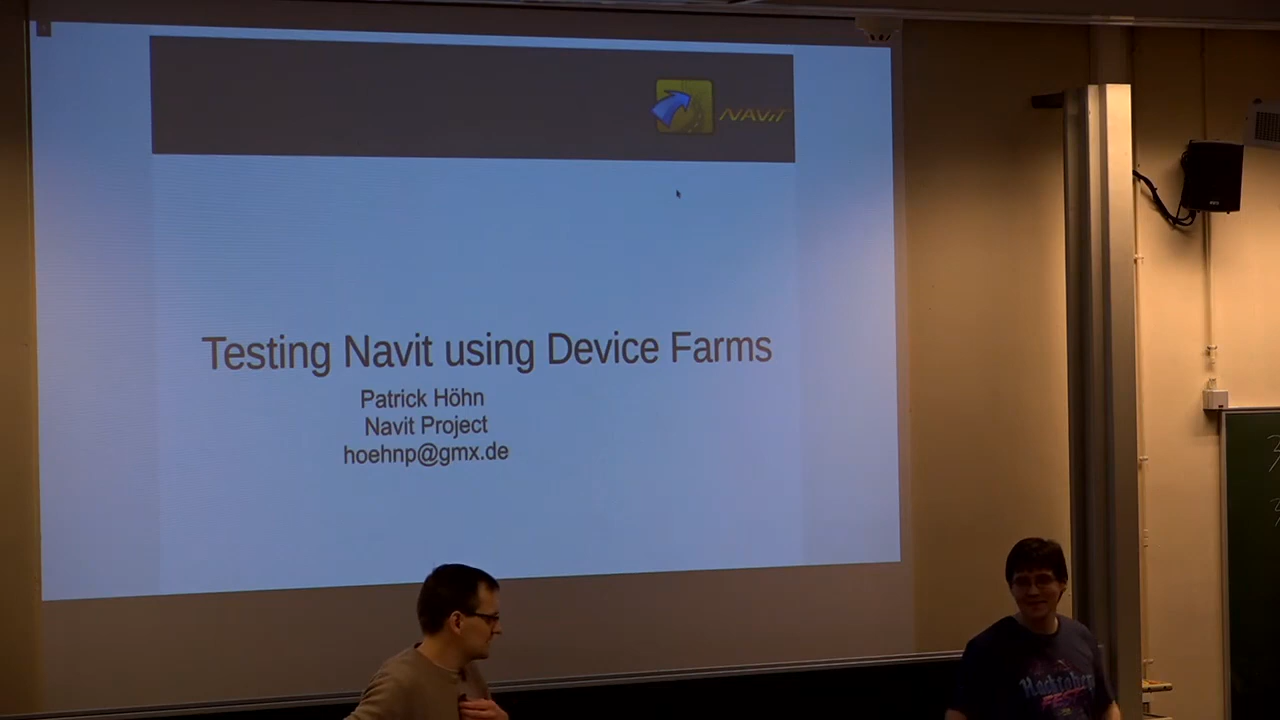 NAViT
Testing Navit using Device Farms
Patrick Höhn
Navit Project
hoehnp@gmx.de